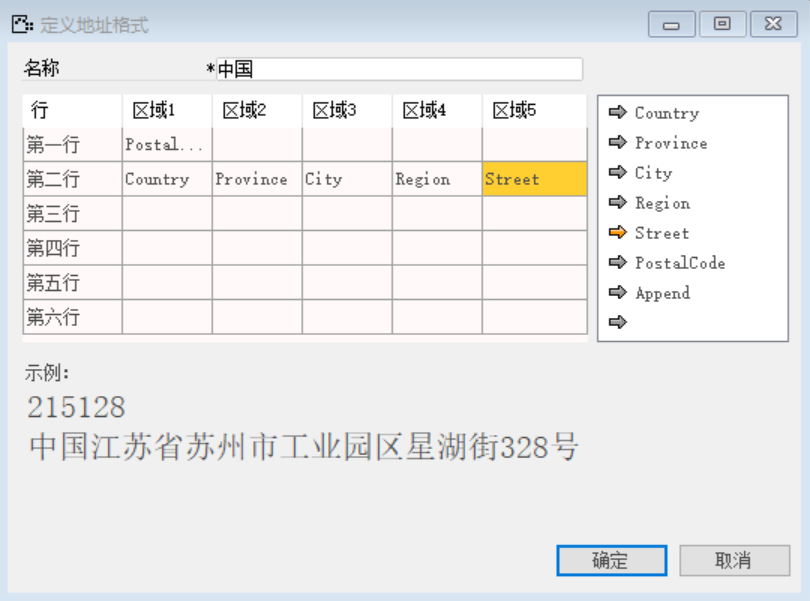 定义地址格式
名称 *中国
行 区域1 区域2 区域3 区域4 区域5
第一行 Postal...
第二行 Country Province City Region Street
第三行
第四行
第五行
第六行
Country
Province
City
Region
Street
PostalCode
Append
示例:
215128
中国江苏省苏州市工业园区星湖街328号
确定 取消